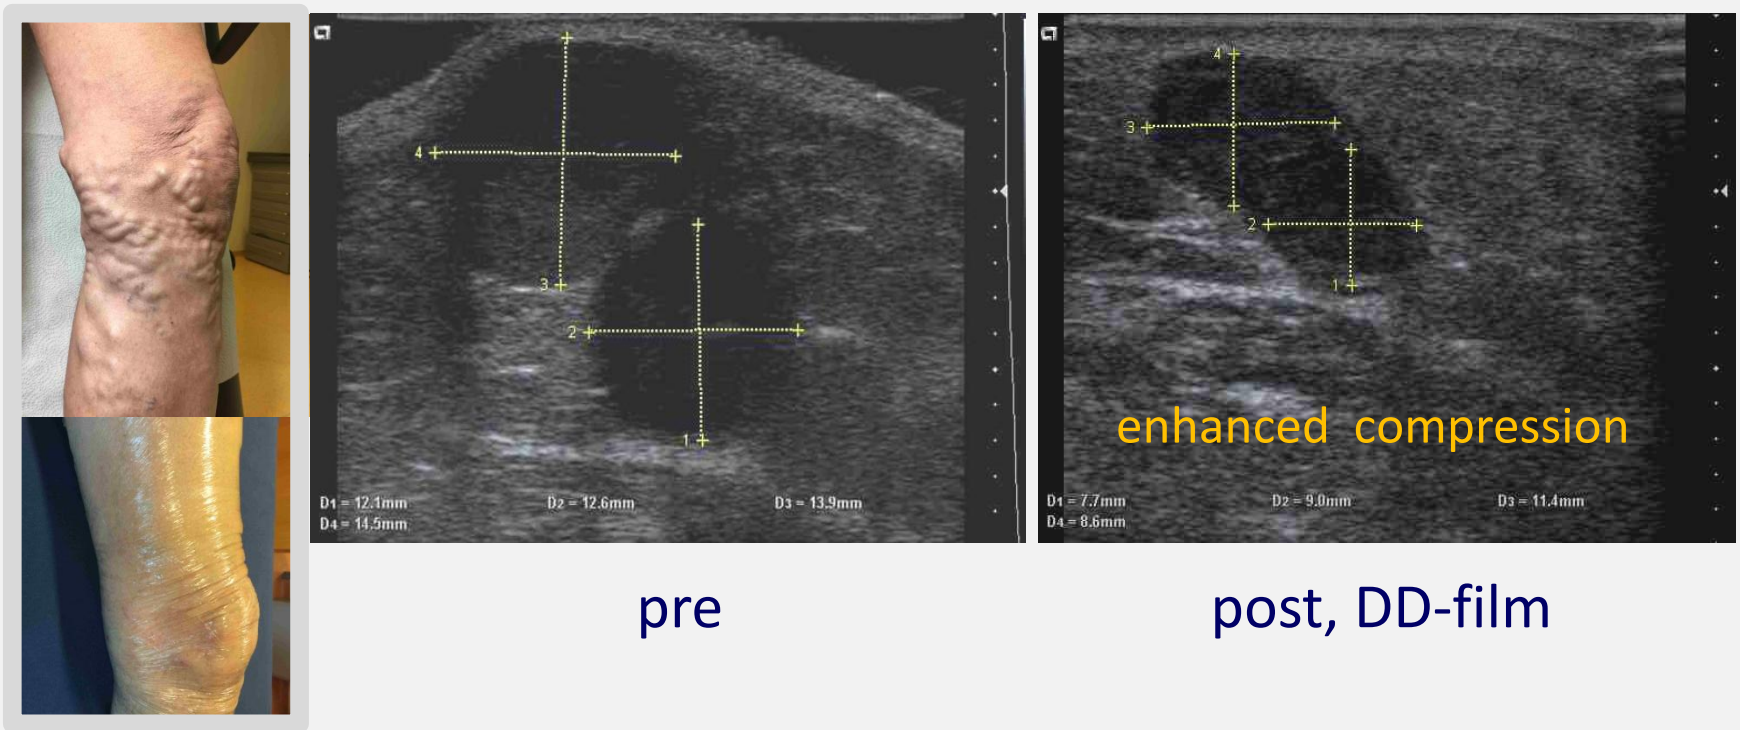 4
3
2
1
D1 = 12.1mm D2 = 12.6mm D3 = 13.9mm
D4 = 14.5mm
pre
4
3
2
1
enhanced compression
D1 = 7.7mm D2 = 9.0mm D3 = 11.4mm
D4 = 8.6mm
post, DD-film